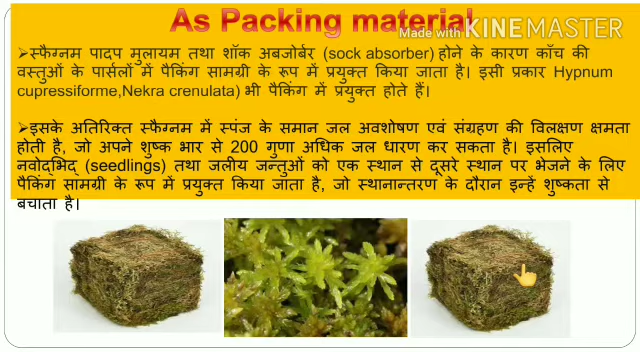 As Packing material
Made with KINEMASTER
➢स्फैग्नम पादप मुलायम तथा शॉक अबजोर्बर (sock absorber) होने के कारण काँच की
वस्तुओं के पार्सलों में पैकिंग सामग्री के रूप में प्रयुक्त किया जाता है। इसी प्रकार Hypnum
cupressiforme,Nekra crenulata) भी पैकिंग में प्रयुक्त होते हैं।
➢इसके अतिरिक्त स्फैग्नम में स्पंज के समान जल अवशोषण एवं संग्रहण की विलक्षण क्षमता
होती है, जो अपने शुष्क भार से 200 गुणा अधिक जल धारण कर सकता है। इसलिए
नवोद्भिद् (seedlings) तथा जलीय जन्तुओं को एक स्थान से दूसरे स्थान पर भेजने के लिए
पैकिंग सामग्री के रूप में प्रयुक्त किया जाता है, जो स्थानान्तरण के दौरान इन्हें शुष्कता से
बचाता है।